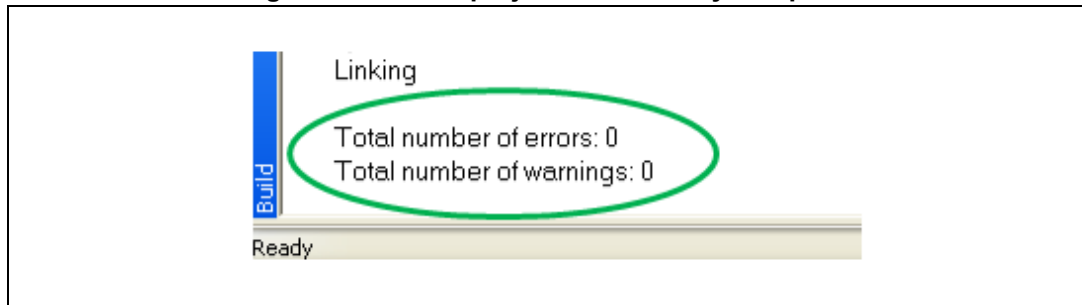 Linking
Total number of errors: 0
Total number of warnings: 0
Build
Ready